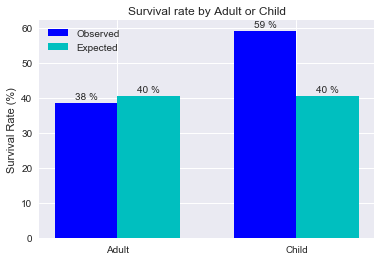 Survival rate by Adult or Child
Observed
Expected
59 %
38 %
40 %
40 %
Survival Rate (%)
60
50
40
30
20
10
0
Adult
Child